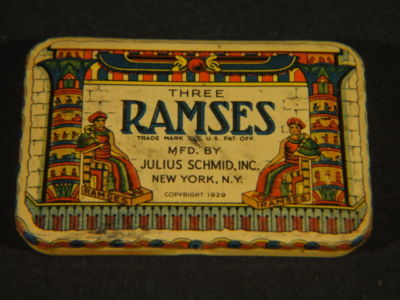 THREE
RAMSES
TRADE MARK REG. U.S. PAT. OFF.
MFD. BY
JULIUS SCHMID, INC.
NEW YORK, N.Y.
COPYRIGHT 1929
RAMSES
RAMSES